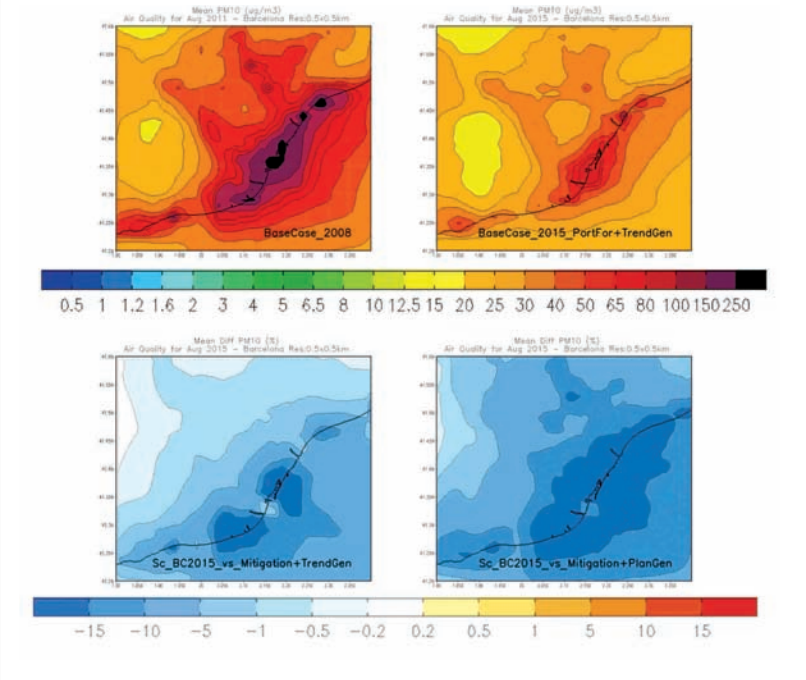 Mean PM10 (ug/m3)
Air Quality for Aug 2011 - Barcelona Res:0.5x0.5km
BaseCase_2008
Mean PM10 (ug/m3)
Air Quality for Aug 2015 - Barcelona Res:0.5x0.5km
BaseCase_2015_PortFor+TrendGen
0.5 1 1.2 1.6 2 3 4 5 6.5 8 10 12.5 15 20 25 30 40 50 65 80 100 150 250
Mean Diff PM10 (%)
Air Quality for Aug 2015 - Barcelona Res:0.5x0.5km
Sc_BC2015_vs_Mitigation+TrendGen
Mean Diff PM10 (%)
Air Quality for Aug 2015 - Barcelona Res:0.5x0.5km
Sc_BC2015_vs_Mitigation+PlanGen
−15 −10 −5 −1 −0.5 −0.2 0.2 0.5 1 5 10 15